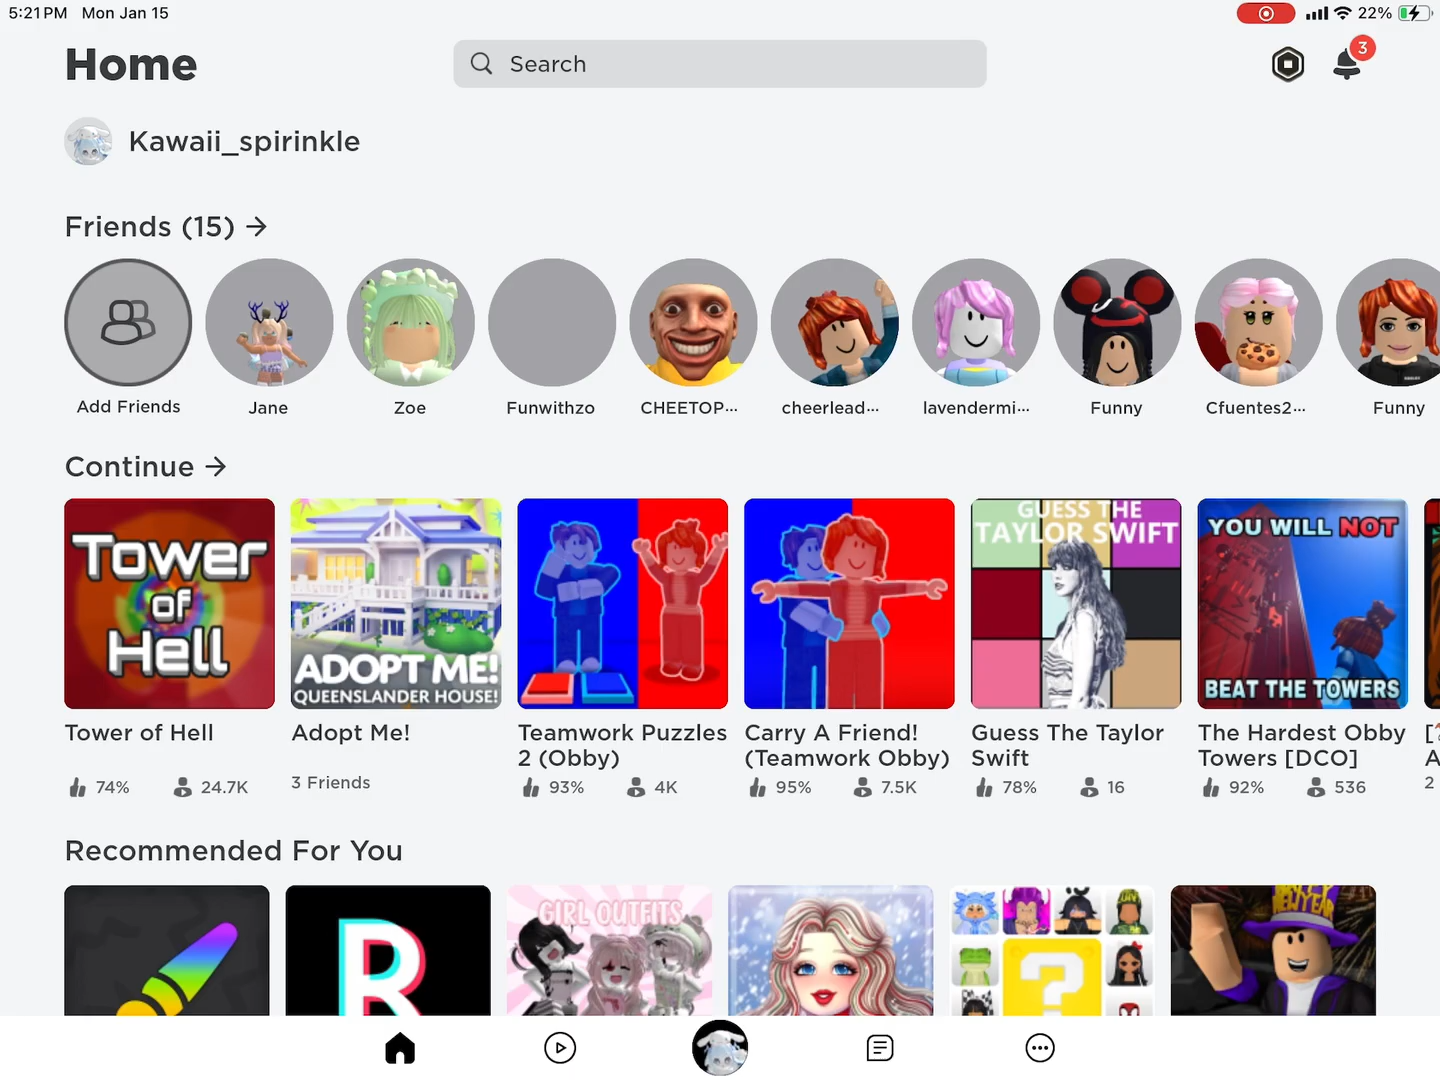 5:21 PM Mon Jan 15
22%
Home
Search
3
Kawaii_spirinkle
Friends (15) →
Add Friends
Jane
Zoe
Funwithzo
CHEETOP...
cheerlead...
lavendermi...
Funny
Cfuentes2...
Funny
Continue →
Tower
of
Hell
ADOPT ME!
QUEENSLANDER HOUSE!
GUESS THE
TAYLOR SWIFT
YOU WILL NOT
BEAT THE TOWERS
Tower of Hell
74% 24.7K
Adopt Me!
3 Friends
Teamwork Puzzles
2 (Obby)
93% 4K
Carry A Friend!
(Teamwork Obby)
95% 7.5K
Guess The Taylor
Swift
78% 16
The Hardest Obby
Towers [DCO]
92% 536
A
2
Recommended For You
R
GIRL OUTFITS
?
NEW YEAR